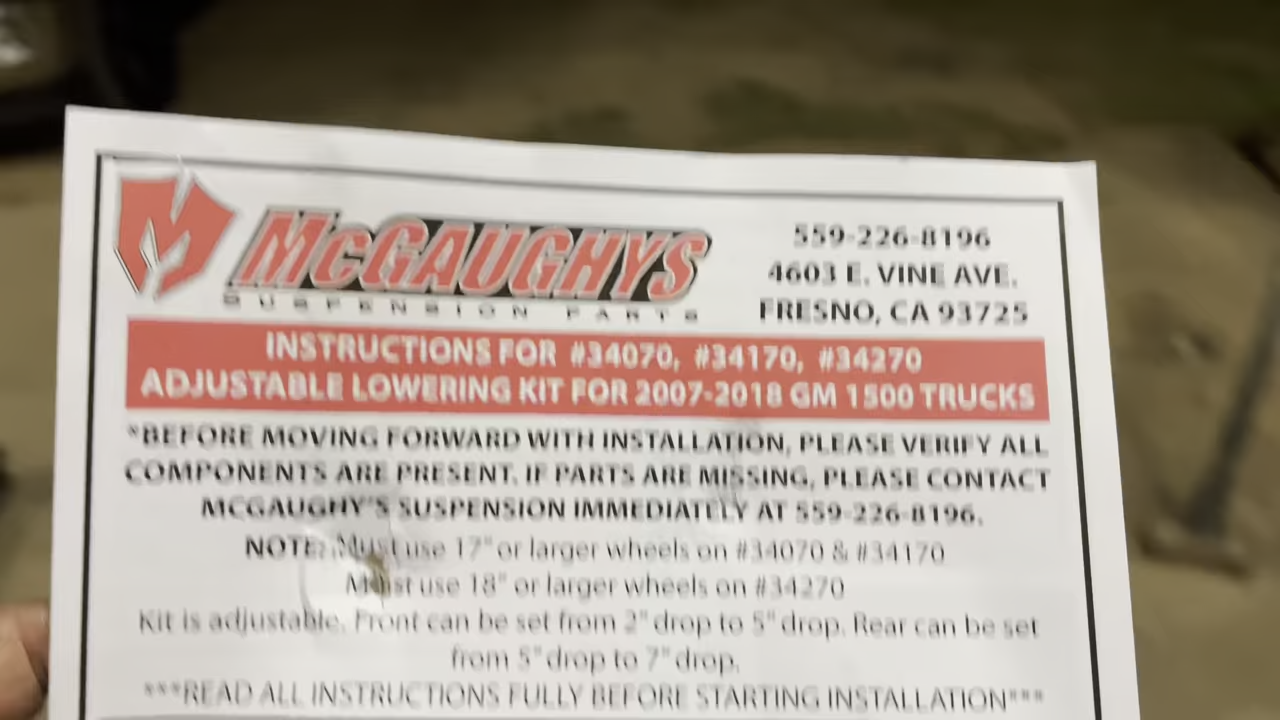 McGAUGHYS
SUSPENSION PARTS
559-226-8196
4603 E. VINE AVE.
FRESNO, CA 93725
INSTRUCTIONS FOR #34070, #34170, #34270
ADJUSTABLE LOWERING KIT FOR 2007-2018 GM 1500 TRUCKS
*BEFORE MOVING FORWARD WITH INSTALLATION, PLEASE VERIFY ALL
COMPONENTS ARE PRESENT. IF PARTS ARE MISSING, PLEASE CONTACT
MCGAUGHY'S SUSPENSION IMMEDIATELY AT 559-226-8196.
NOTE: Must use 17" or larger wheels on #34070 & #34170
Must use 18" or larger wheels on #34270
Kit is adjustable. Front can be set from 2" drop to 5" drop. Rear can be set
from 5" drop to 7" drop.
***READ ALL INSTRUCTIONS FULLY BEFORE STARTING INSTALLATION***